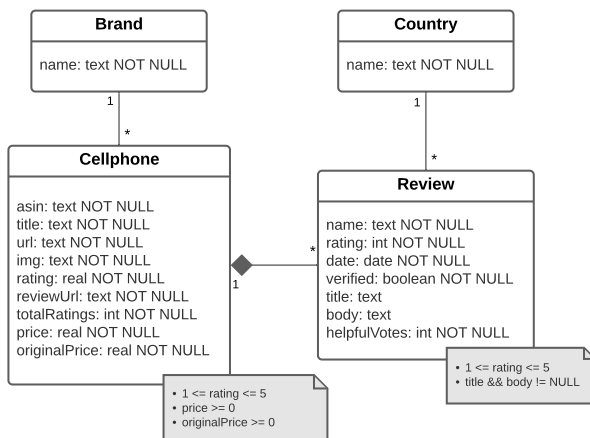 Brand
name: text NOT NULL
1
*
Country
name: text NOT NULL
1
*
Cellphone
asin: text NOT NULL
title: text NOT NULL
url: text NOT NULL
img: text NOT NULL
rating: real NOT NULL
reviewUrl: text NOT NULL
totalRatings: int NOT NULL
price: real NOT NULL
originalPrice: real NOT NULL
1
*
Review
name: text NOT NULL
rating: int NOT NULL
date: date NOT NULL
verified: boolean NOT NULL
title: text
body: text
helpfulVotes: int NOT NULL
• 1 <= rating <= 5
• price >= 0
• originalPrice >= 0
• 1 <= rating <= 5
• title && body != NULL